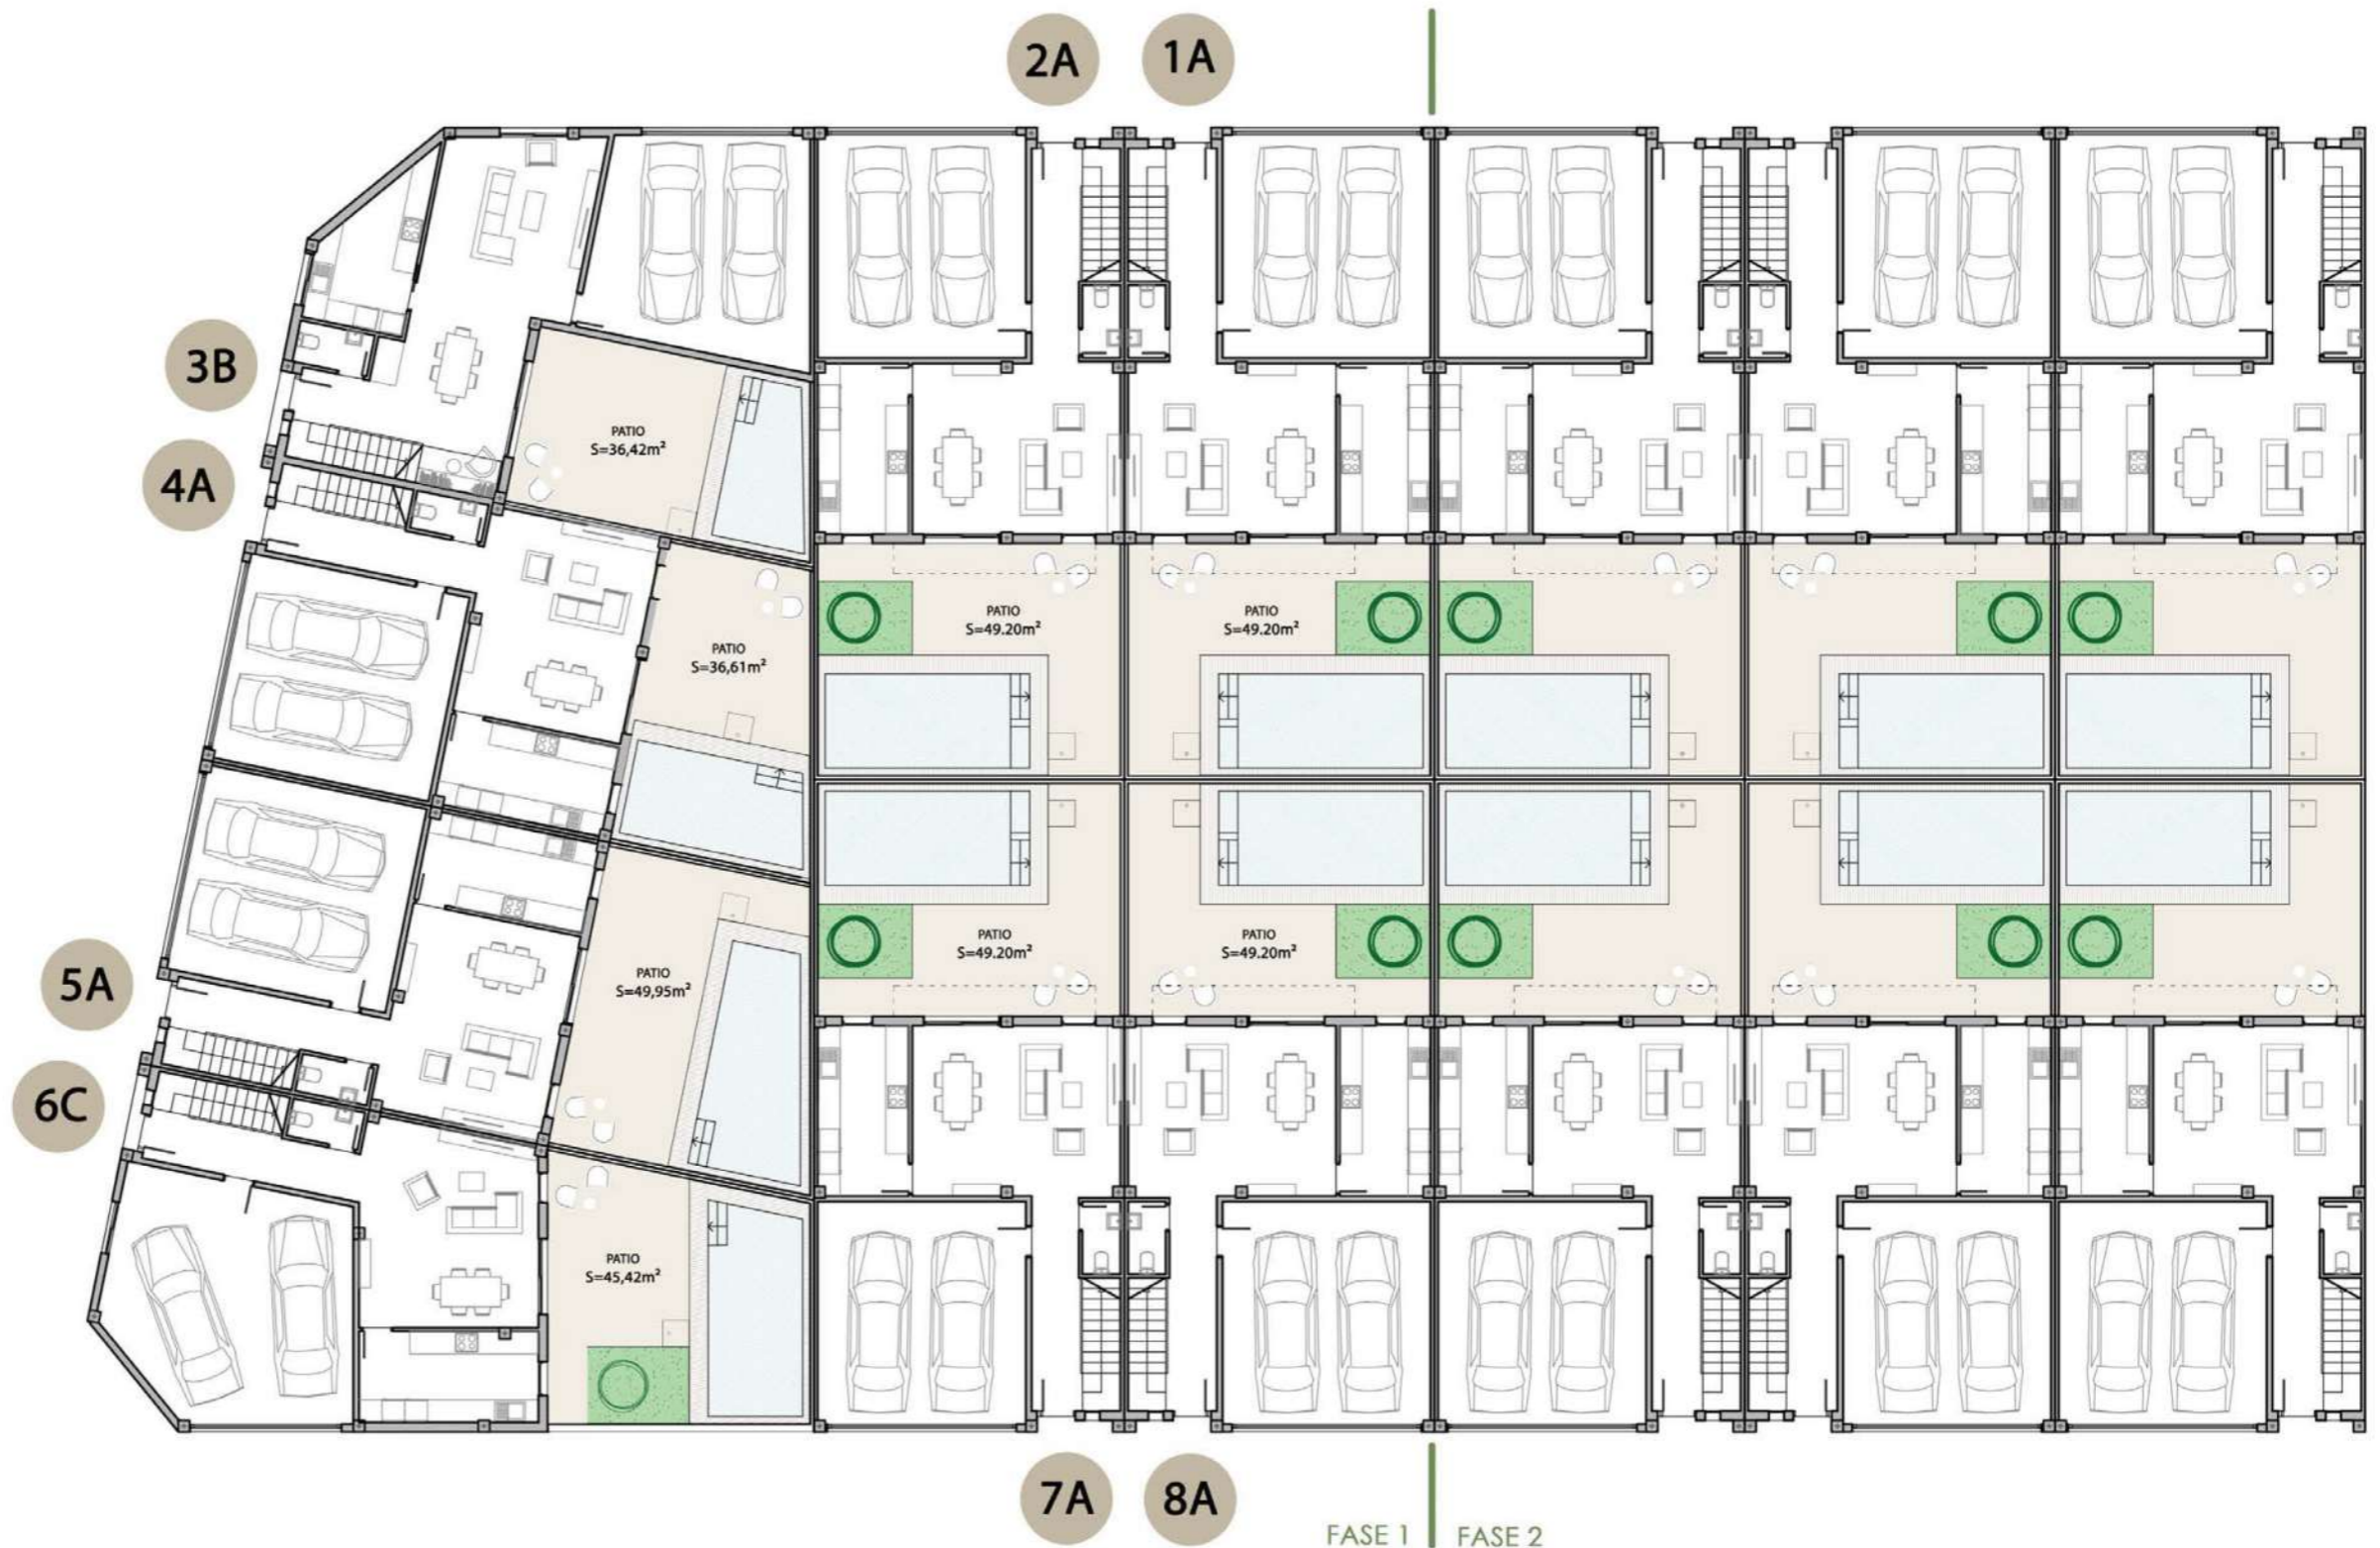 2A
1A
3B
4A
PATIO
S=36,42m²
PATIO
S=49.20m²
PATIO
S=49.20m²
PATIO
S=36,61m²
5A
6C
PATIO
S=49,95m²
PATIO
S=49.20m²
PATIO
S=49.20m²
PATIO
S=45,42m²
7A
8A
FASE 1
FASE 2